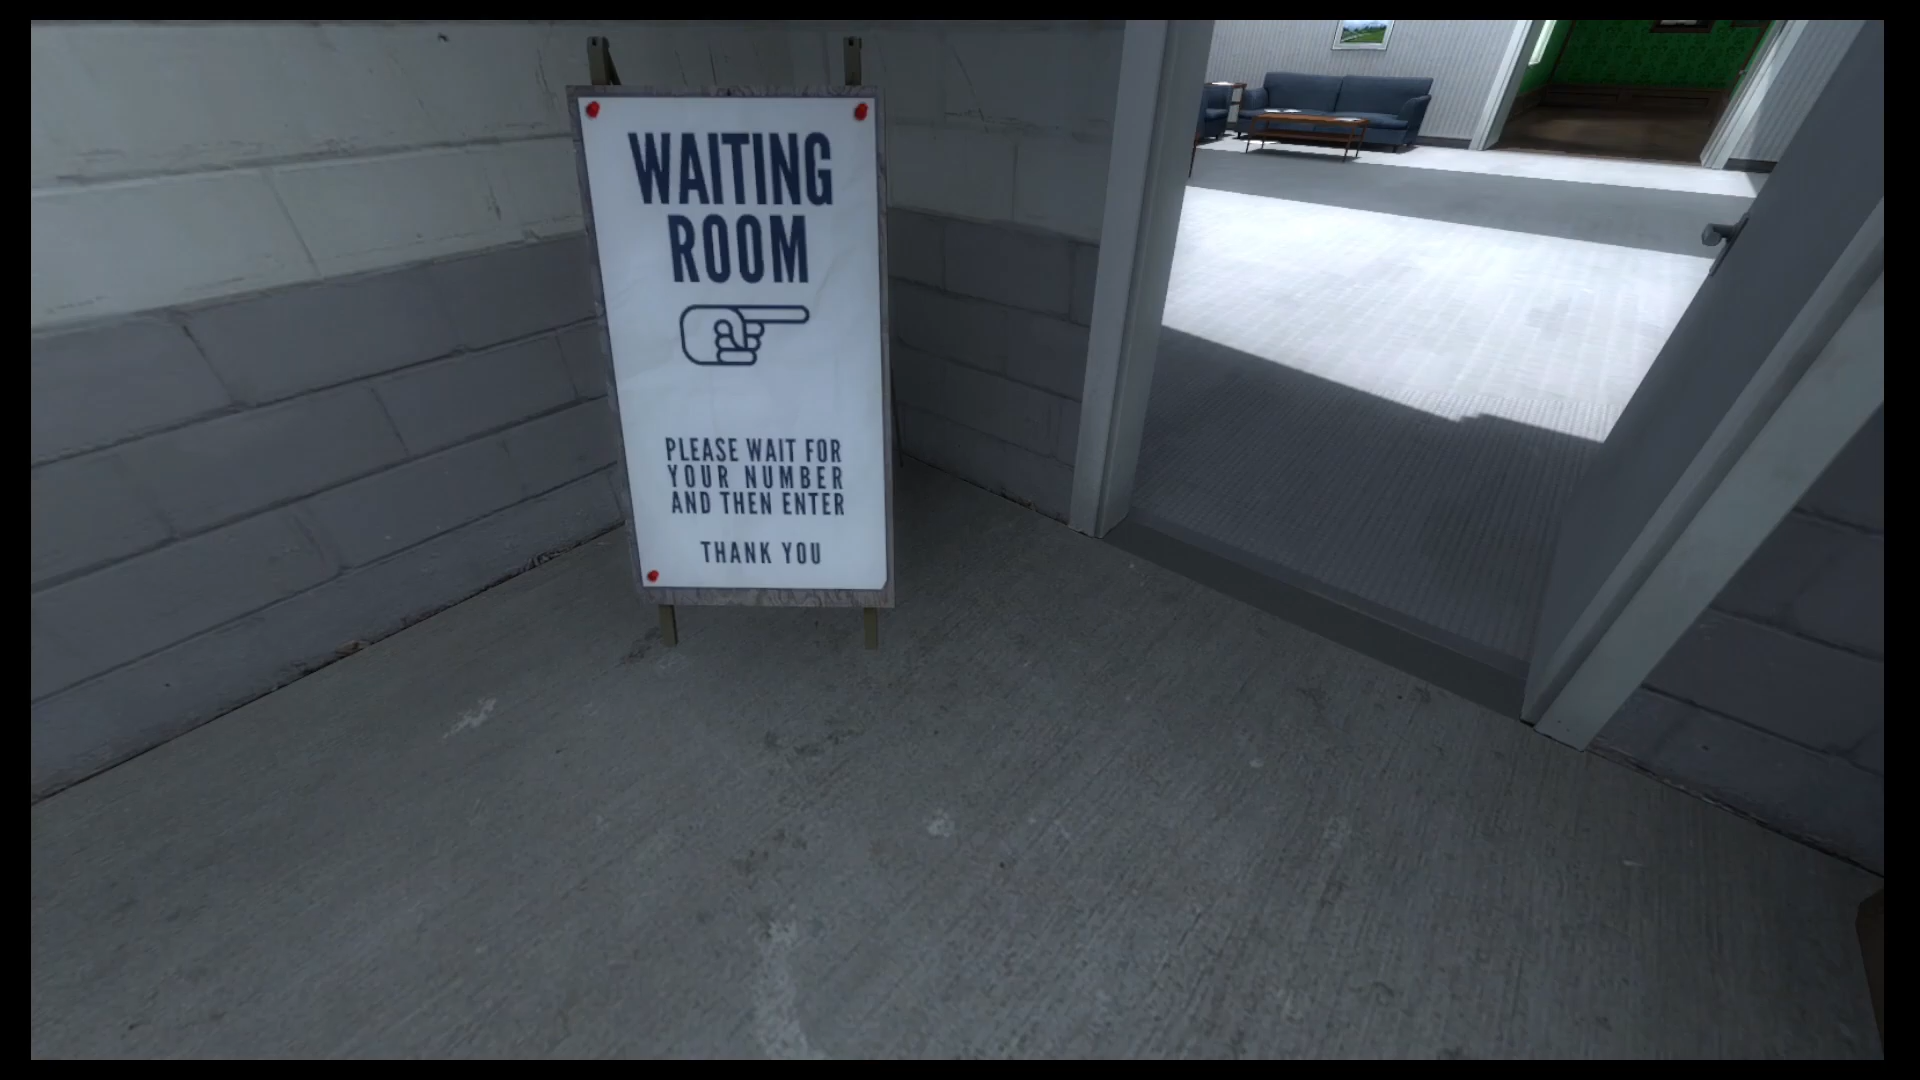 WAITING
ROOM
PLEASE WAIT FOR
YOUR NUMBER
AND THEN ENTER
THANK YOU